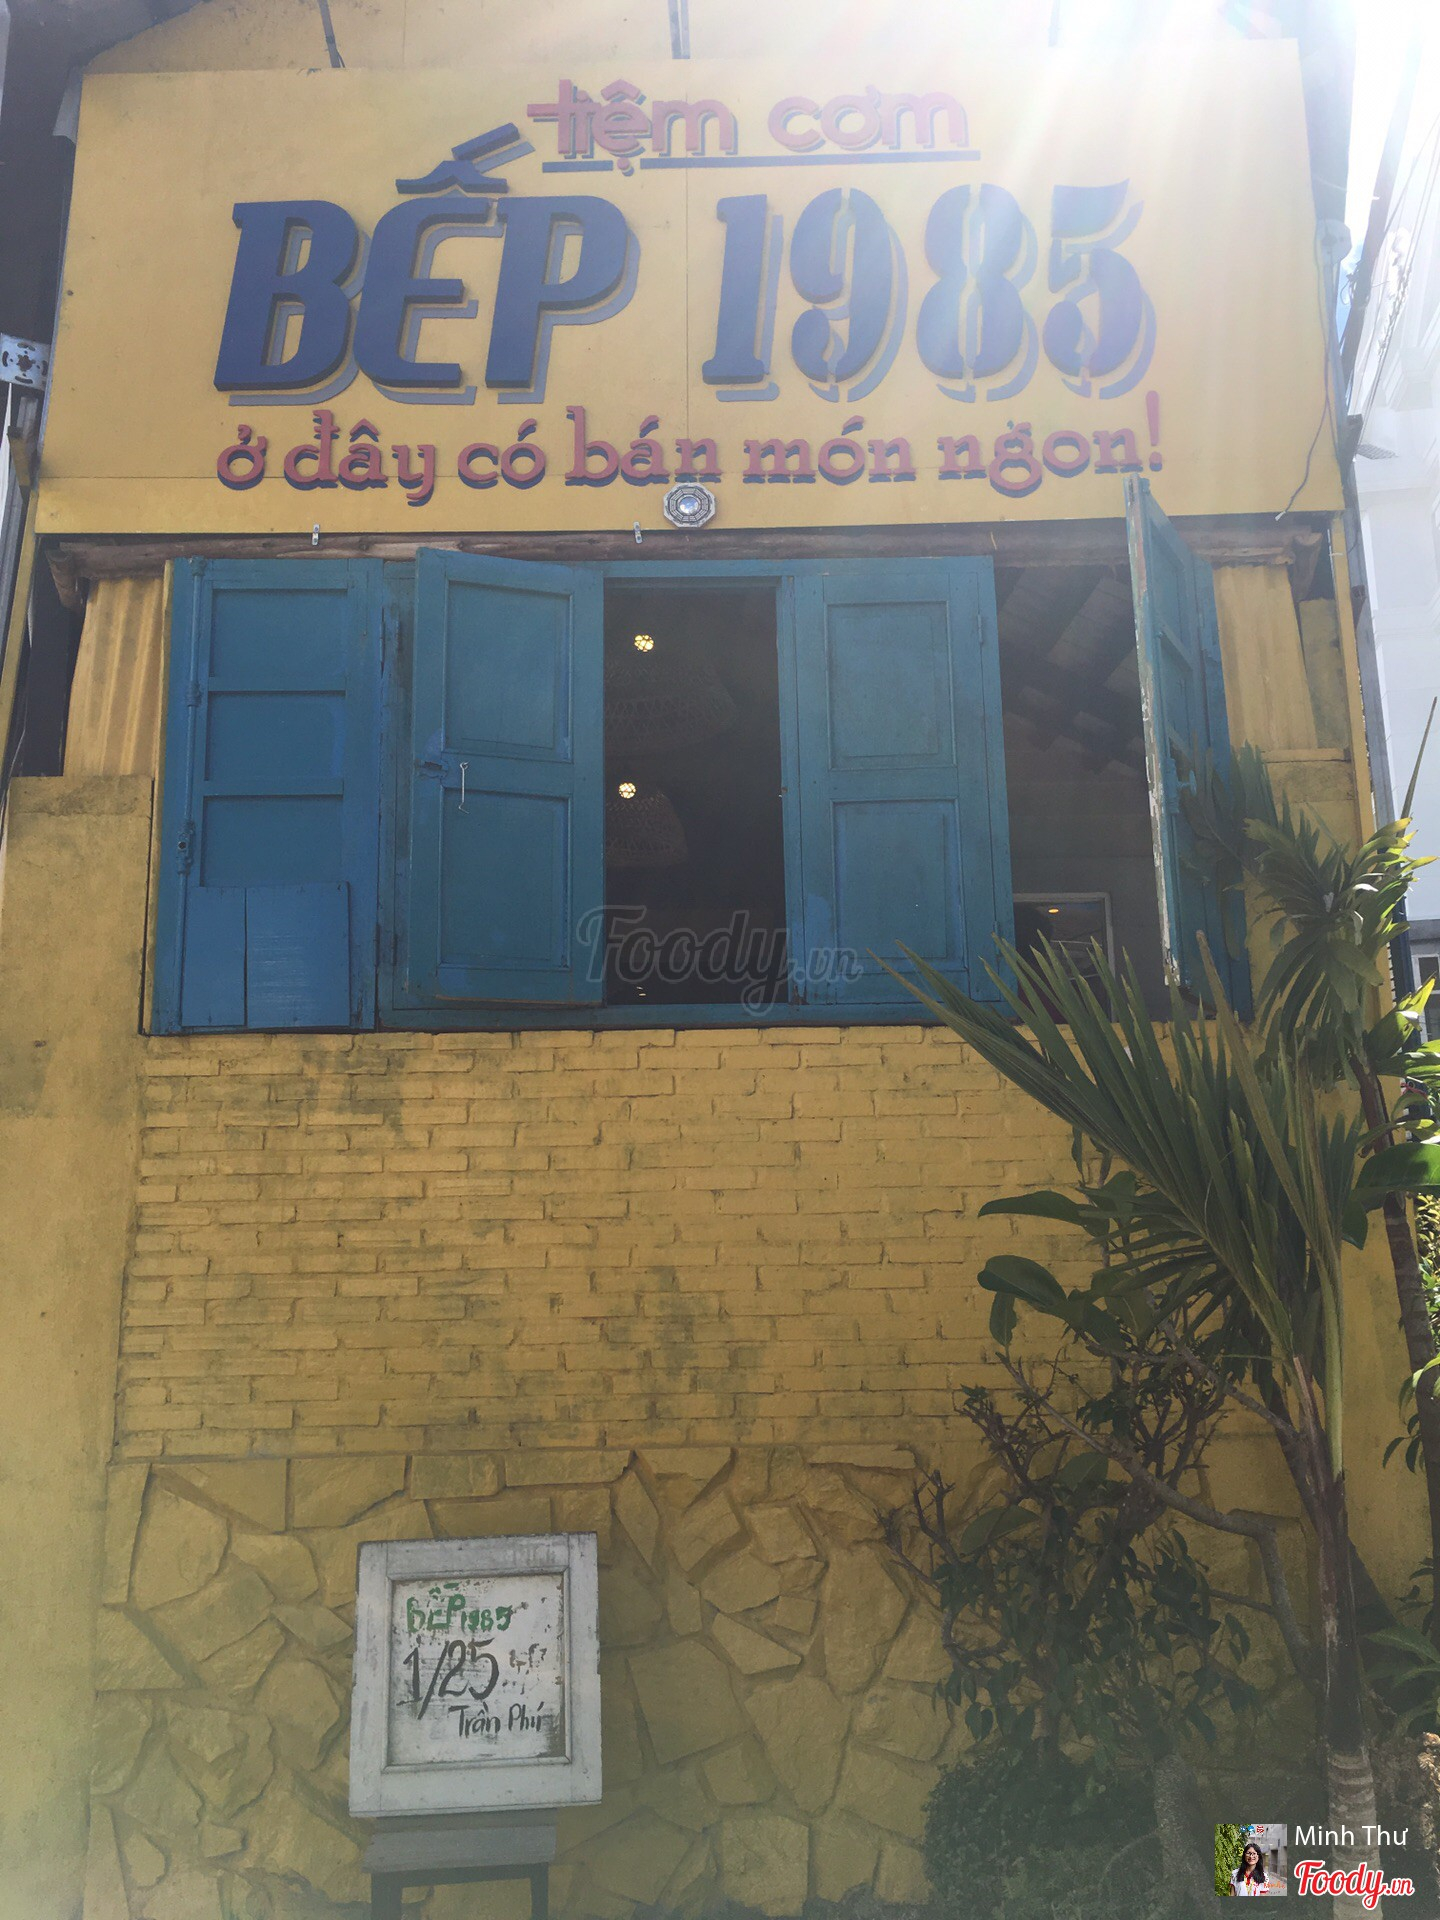 tiệm cơm
BẾP 1985
ở đây có bán món ngon!
Foody.vn
BẾP 1985
1/25
Trần Phú
Minh Thư
Foody.vn